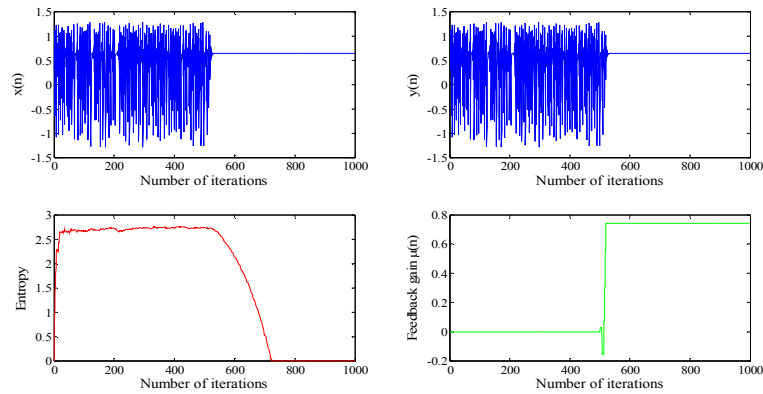 1.5
1
0.5
0
-0.5
-1
-1.5
x(n)
0 200 400 600 800 1000
Number of iterations
1.5
1
0.5
0
-0.5
-1
-1.5
y(n)
0 200 400 600 800 1000
Number of iterations
3
2.5
2
1.5
1
0.5
0
Entropy
0 200 400 600 800 1000
Number of iterations
0.8
0.6
0.4
0.2
0
-0.2
Feedback gain μ(n)
0 200 400 600 800 1000
Number of iterations